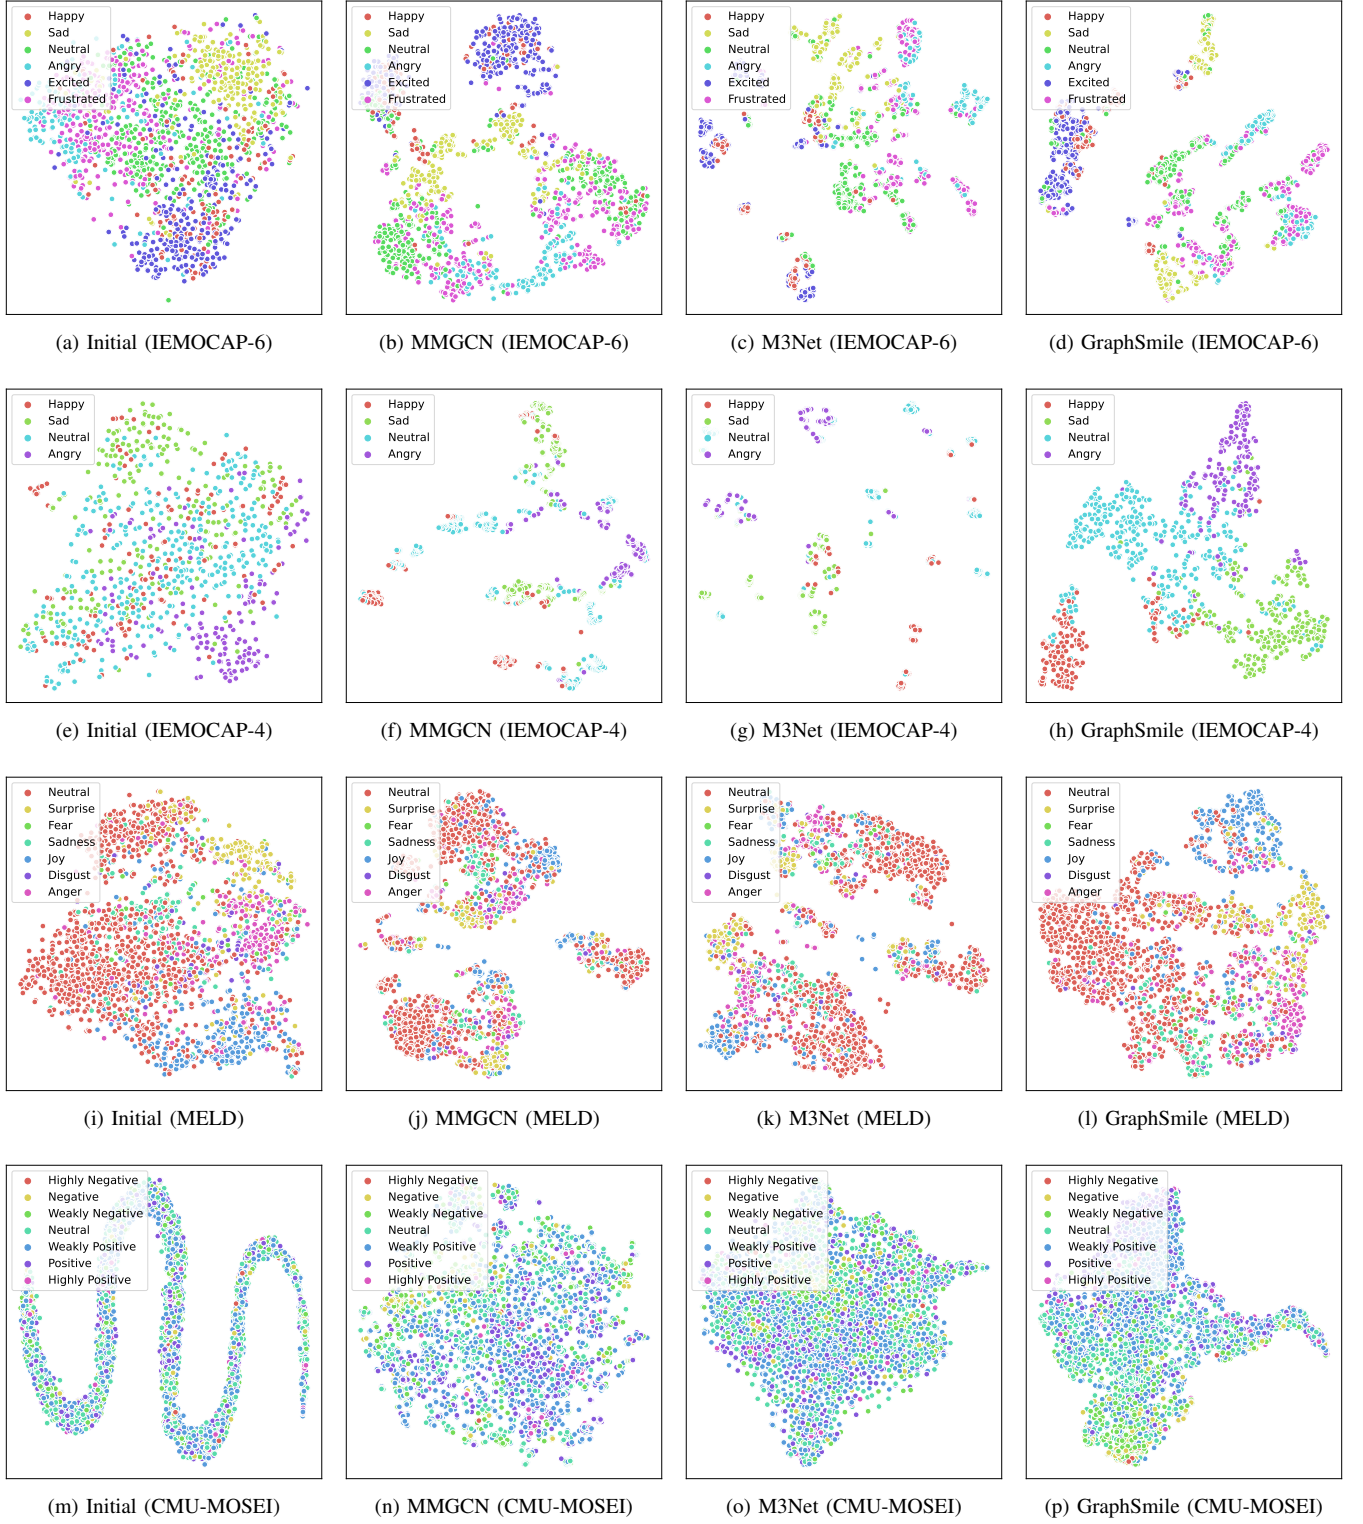 Happy
Sad
Neutral
Angry
Excited
Frustrated
Happy
Sad
Neutral
Angry
Excited
Frustrated
Happy
Sad
Neutral
Angry
Excited
Frustrated
Happy
Sad
Neutral
Angry
Excited
Frustrated
(a) Initial (IEMOCAP-6)
(b) MMGCN (IEMOCAP-6)
(c) M3Net (IEMOCAP-6)
(d) GraphSmile (IEMOCAP-6)
Happy
Sad
Neutral
Angry
Happy
Sad
Neutral
Angry
Happy
Sad
Neutral
Angry
Happy
Sad
Neutral
Angry
(e) Initial (IEMOCAP-4)
(f) MMGCN (IEMOCAP-4)
(g) M3Net (IEMOCAP-4)
(h) GraphSmile (IEMOCAP-4)
Neutral
Surprise
Fear
Sadness
Joy
Disgust
Anger
Neutral
Surprise
Fear
Sadness
Joy
Disgust
Anger
Neutral
Surprise
Fear
Sadness
Joy
Disgust
Anger
Neutral
Surprise
Fear
Sadness
Joy
Disgust
Anger
(i) Initial (MELD)
(j) MMGCN (MELD)
(k) M3Net (MELD)
(l) GraphSmile (MELD)
Highly Negative
Negative
Weakly Negative
Neutral
Weakly Positive
Positive
Highly Positive
Highly Negative
Negative
Weakly Negative
Neutral
Weakly Positive
Positive
Highly Positive
Highly Negative
Negative
Weakly Negative
Neutral
Weakly Positive
Positive
Highly Positive
Highly Negative
Negative
Weakly Negative
Neutral
Weakly Positive
Positive
Highly Positive
(m) Initial (CMU-MOSEI)
(n) MMGCN (CMU-MOSEI)
(o) M3Net (CMU-MOSEI)
(p) GraphSmile (CMU-MOSEI)